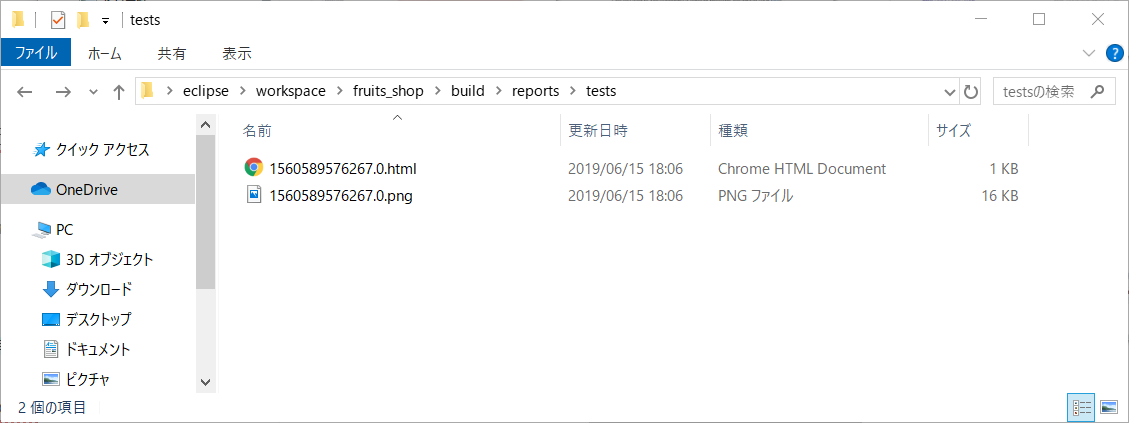 tests
ファイル ホーム 共有 表示
eclipse workspace fruits_shop build reports tests testsの検索
名前 更新日時 種類 サイズ
クイック アクセス
OneDrive
PC
3D オブジェクト
ダウンロード
デスクトップ
ドキュメント
ピクチャ
1560589576267.0.html 2019/06/15 18:06 Chrome HTML Document 1 KB
1560589576267.0.png 2019/06/15 18:06 PNG ファイル 16 KB
2 個の項目